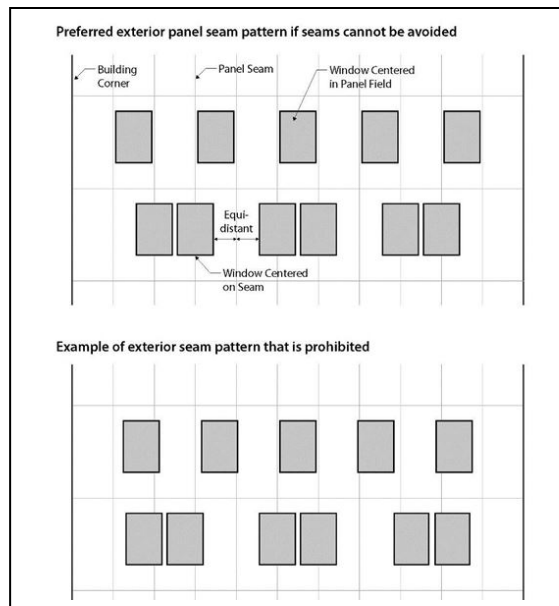 Preferred exterior panel seam pattern if seams cannot be avoided
Building
Corner
Panel Seam
Window Centered
in Panel Field
Equi-
distant
Window Centered
on Seam
Example of exterior seam pattern that is prohibited